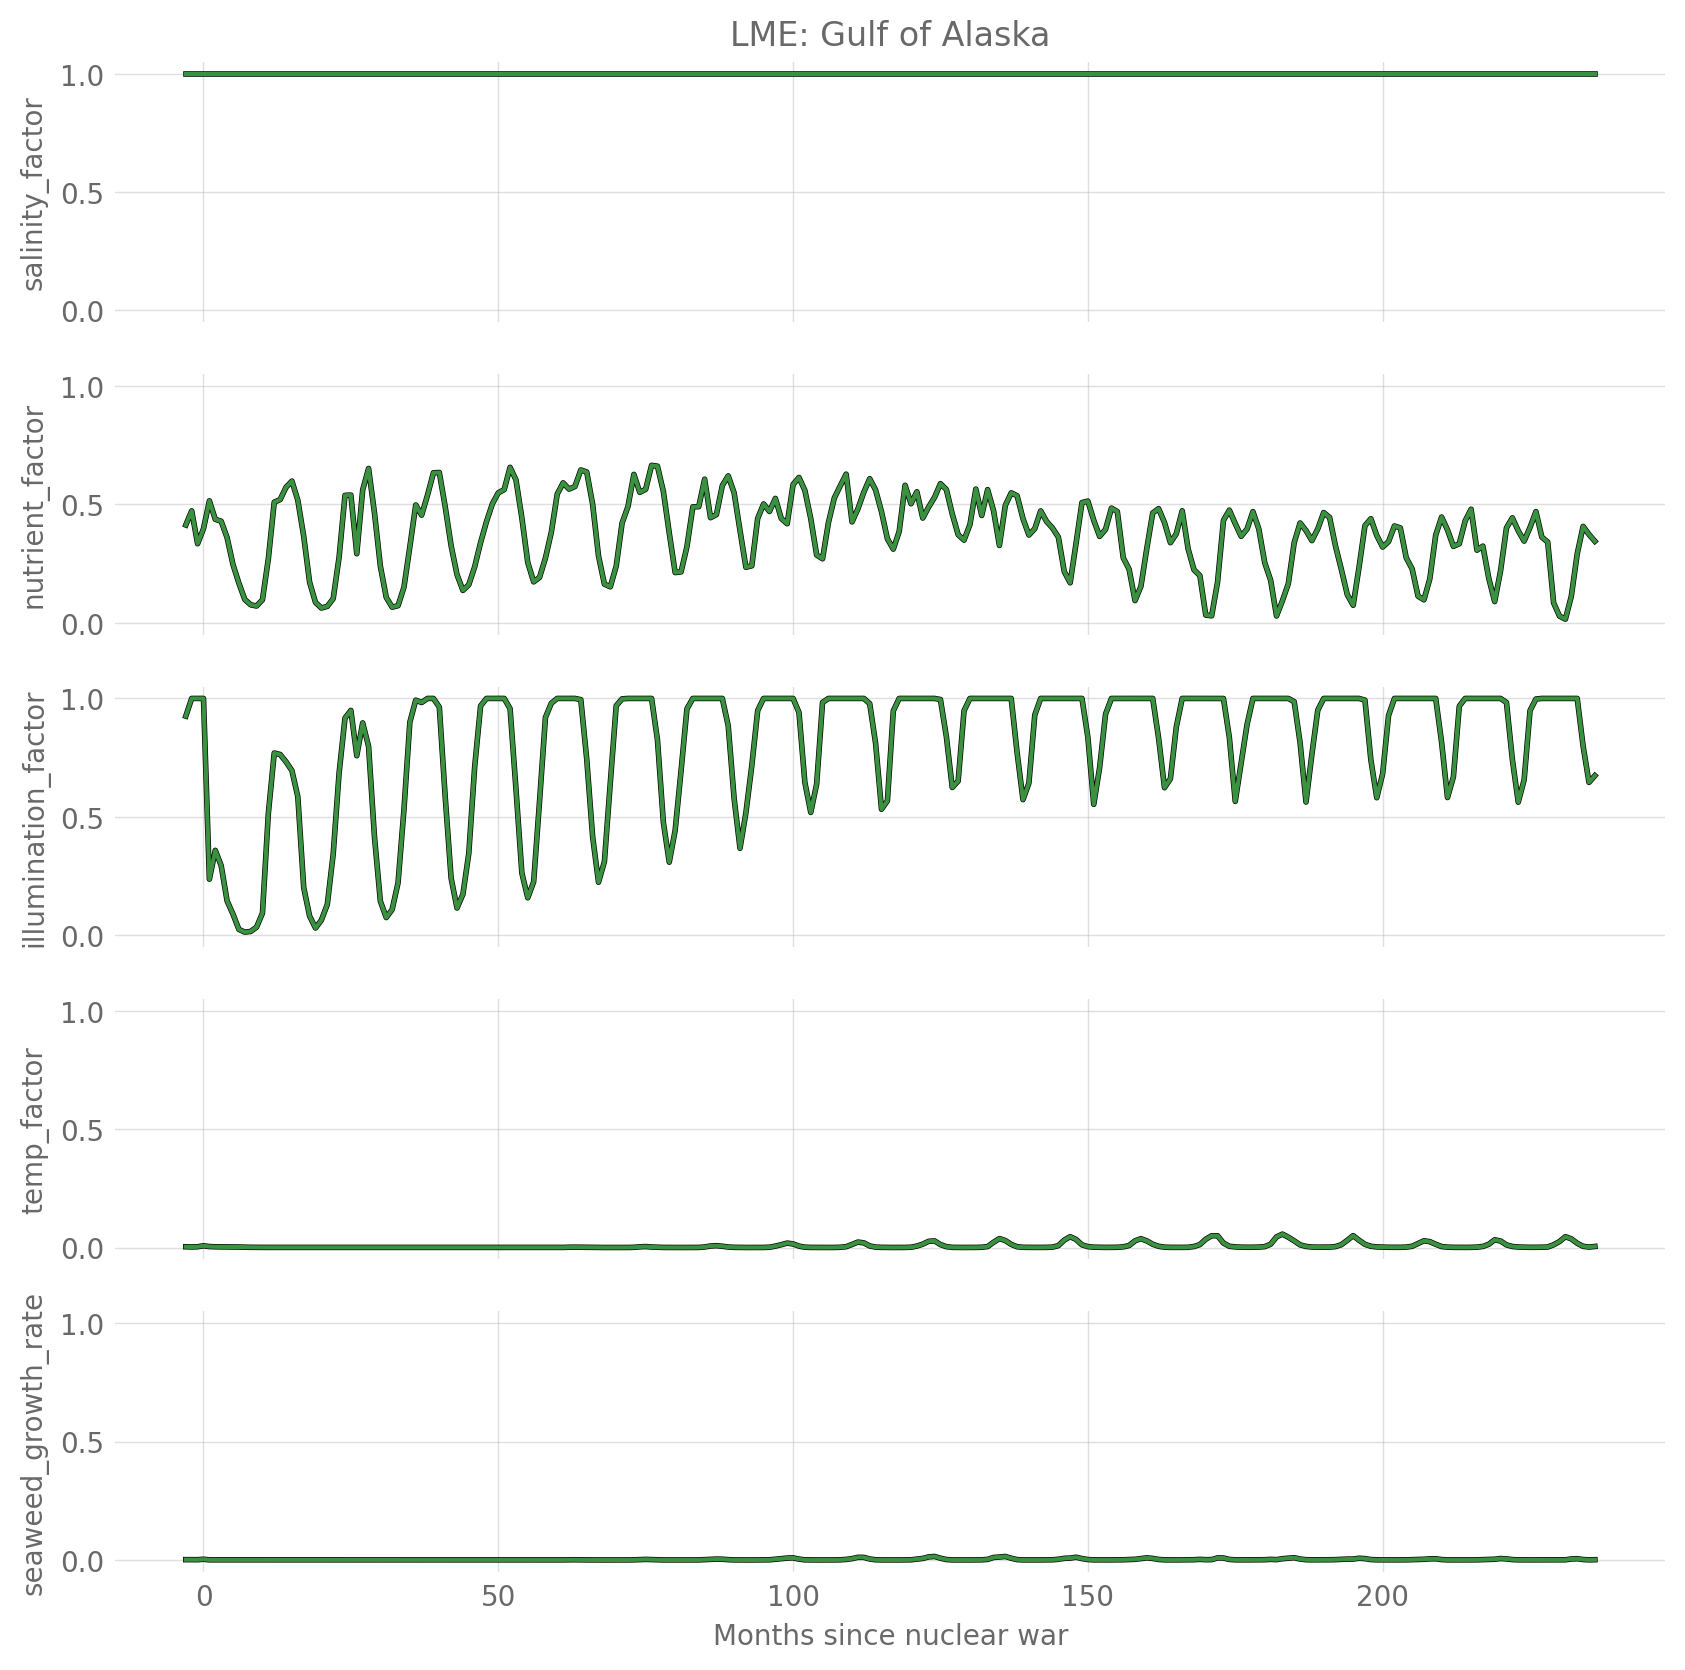 LME: Gulf of Alaska
1.0
0.5
0.0
salinity_factor
1.0
0.5
0.0
nutrient_factor
1.0
0.5
0.0
illumination_factor
1.0
0.5
0.0
temp_factor
1.0
0.5
0.0
seaweed_growth_rate
0 50 100 150 200
Months since nuclear war